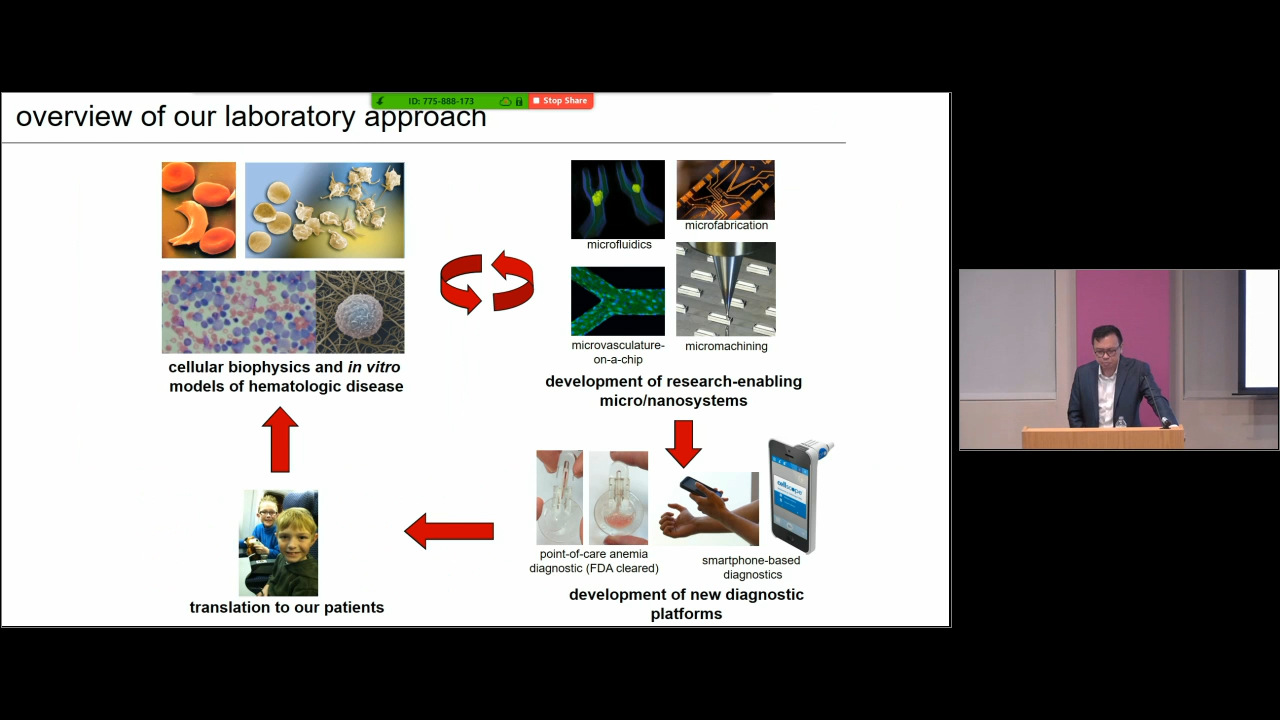 ID: 775-888-173
Stop Share
overview of our laboratory approach
microfluidics
microfabrication
microvasculature-
on-a-chip
micromachining
cellular biophysics and in vitro
models of hematologic disease
development of research-enabling
micro/nanosystems
cellscope
point-of-care anemia
diagnostic (FDA cleared)
smartphone-based
diagnostics
translation to our patients
development of new diagnostic
platforms